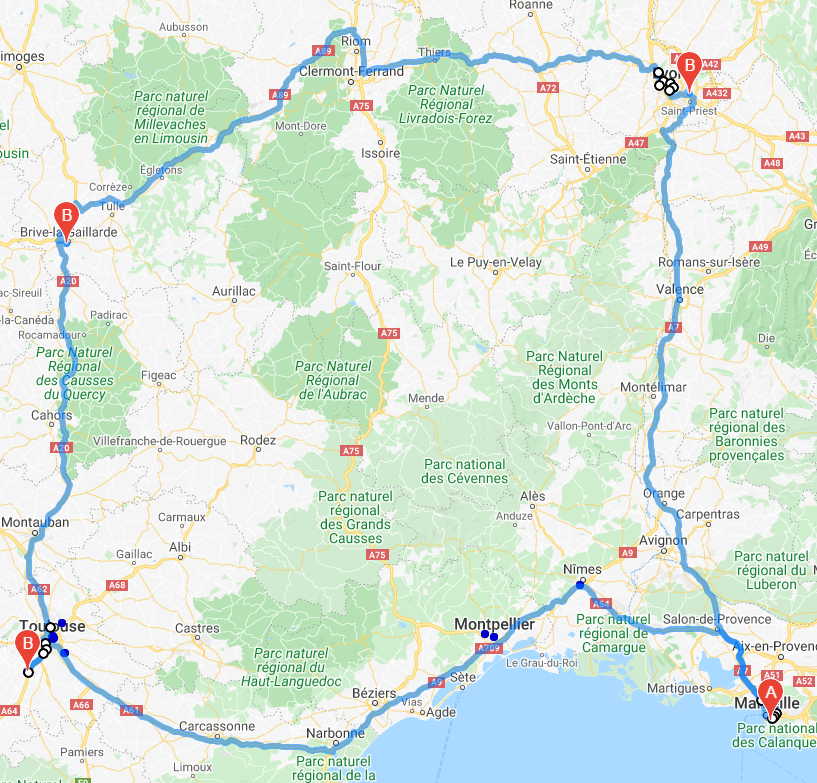 Roanne
Aubusson
Riom
A89
Thiers
A42
B
Clermont-Ferrand
A72
A432
A89
A75
Saint-Priest
Parc naturel
régional de
Millevaches
en Limousin
Parc Naturel
Régional
Livradois-Forez
Mont-Dore
A43
A47
Issoire
Saint-Étienne
A48
Égletons
Corrèze
Tulle
B
Brive-la-Gaillarde
A49
Saint-Flour
Le Puy-en-Velay
Romans-sur-Isère
A20
Aurillac
Valence
Padirac
Rocamadour
A75
A7
Die
Parc Naturel
Régional
des Causses
du Quercy
Parc Naturel
Régional
de l'Aubrac
Parc Naturel
Régional
des Monts
d'Ardèche
Figeac
Mende
Montélimar
Cahors
Vallon-Pont-d'Arc
Parc naturel
régional des
Baronnies
provençales
A20
Villefranche-de-Rouergue
Rodez
A75
Parc national
des Cévennes
Parc naturel
régional
des Grands
Causses
Alès
Orange
Carmaux
Anduze
Carpentras
Montauban
Albi
Gaillac
A75
Avignon
A9
Parc naturel
régional du
Luberon
Nîmes
A62
A68
A54
Toulouse
Castres
Montpellier
Parc naturel
régional de
Camargue
Salon-de-Provence
B
A709
Aix-en-Provence
Parc naturel
régional du
Haut-Languedoc
Le Grau-du-Roi
A7
A51
A52
Sète
A9
Martigues
A
Béziers
A64
A66
A61
Vias
Agde
Parc national
des Calanque
Carcassonne
Narbonne
Pamiers
Parc naturel
régional de la
Limoux